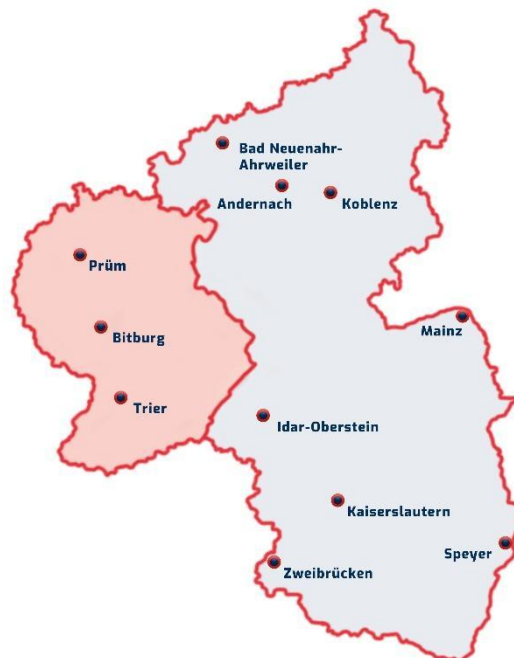 Bad Neuenahr-
Ahrweiler
Andernach
Koblenz
Prüm
Mainz
Bitburg
Trier
Idar-Oberstein
Kaiserslautern
Speyer
Zweibrücken